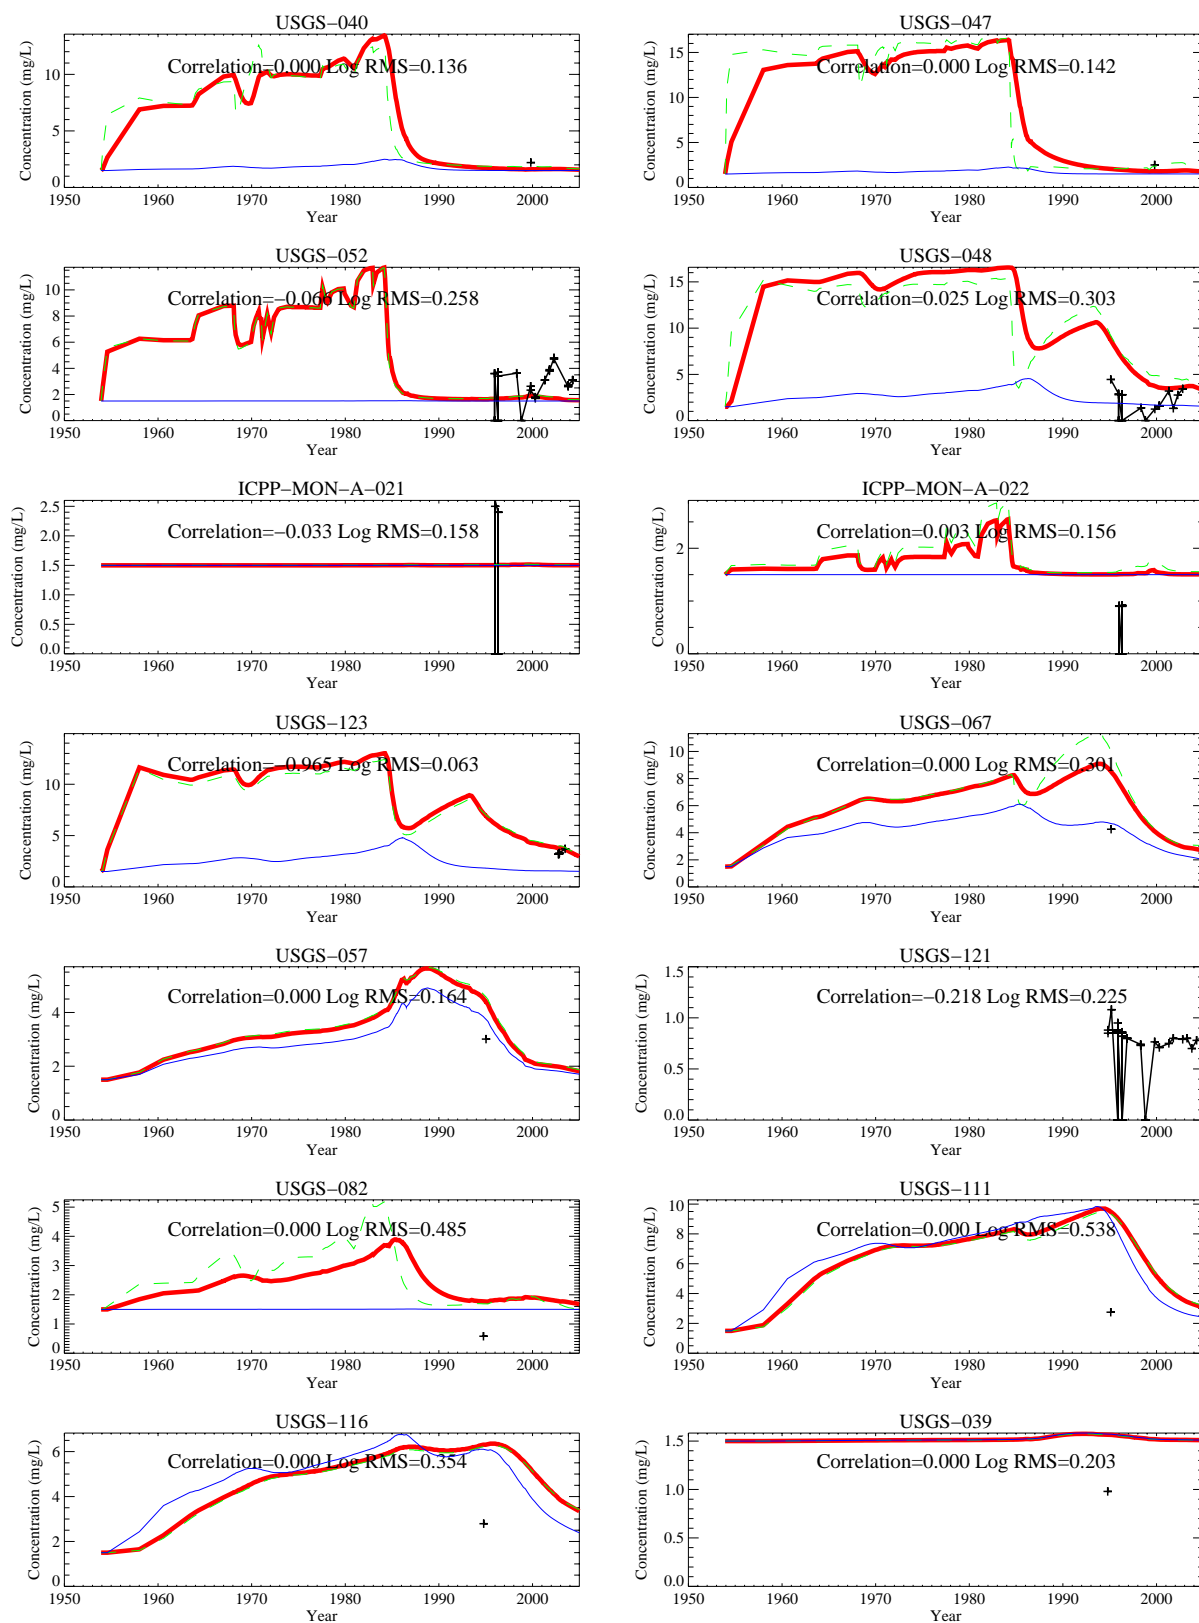 USGS−040
Correlation=0.000 Log RMS=0.136
Concentration (mg/L)
10
5
0
1950 1960 1970 1980 1990 2000
Year
USGS−047
Correlation=0.000 Log RMS=0.142
Concentration (mg/L)
15
10
5
0
1950 1960 1970 1980 1990 2000
Year
USGS−052
Correlation=−0.066 Log RMS=0.258
Concentration (mg/L)
10
8
6
4
2
0
1950 1960 1970 1980 1990 2000
Year
USGS−048
Correlation=0.025 Log RMS=0.303
Concentration (mg/L)
15
10
5
0
1950 1960 1970 1980 1990 2000
Year
ICPP−MON−A−021
Correlation=−0.033 Log RMS=0.158
Concentration (mg/L)
2.5
2.0
1.5
1.0
0.5
0.0
1950 1960 1970 1980 1990 2000
Year
ICPP−MON−A−022
Correlation=0.003 Log RMS=0.156
Concentration (mg/L)
2
1
0
1950 1960 1970 1980 1990 2000
Year
USGS−123
Correlation=−0.065 Log RMS=0.063
Concentration (mg/L)
10
5
0
1950 1960 1970 1980 1990 2000
Year
USGS−067
Correlation=0.000 Log RMS=0.301
Concentration (mg/L)
10
8
6
4
2
0
1950 1960 1970 1980 1990 2000
Year
USGS−057
Correlation=0.000 Log RMS=0.164
Concentration (mg/L)
4
2
0
1950 1960 1970 1980 1990 2000
Year
USGS−121
Correlation=−0.218 Log RMS=0.225
Concentration (mg/L)
1.5
1.0
0.5
0.0
1950 1960 1970 1980 1990 2000
Year
USGS−082
Correlation=0.000 Log RMS=0.485
Concentration (mg/L)
5
4
3
2
1
0
1950 1960 1970 1980 1990 2000
Year
USGS−111
Correlation=0.000 Log RMS=0.538
Concentration (mg/L)
10
8
6
4
2
0
1950 1960 1970 1980 1990 2000
Year
USGS−116
Correlation=0.000 Log RMS=0.354
Concentration (mg/L)
6
4
2
0
1950 1960 1970 1980 1990 2000
Year
USGS−039
Correlation=0.000 Log RMS=0.203
Concentration (mg/L)
1.5
1.0
0.5
0.0
1950 1960 1970 1980 1990 2000
Year